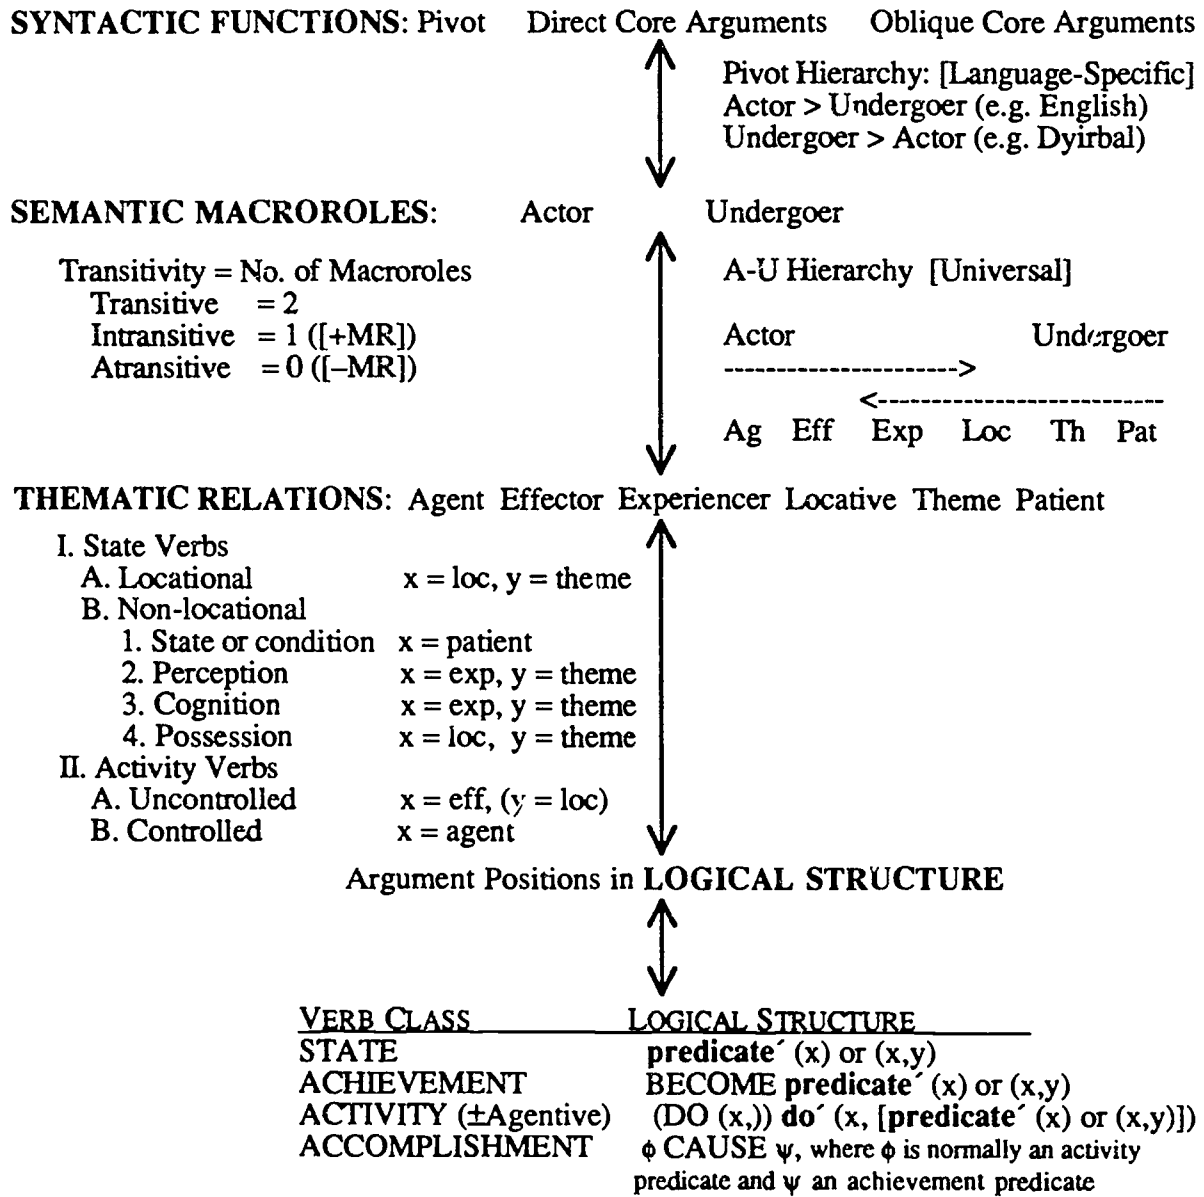 SYNTACTIC FUNCTIONS: Pivot Direct Core Arguments Oblique Core Arguments
Pivot Hierarchy: [Language-Specific]
Actor > Undergoer (e.g. English)
Undergoer > Actor (e.g. Dyirbal)
SEMANTIC MACROROLES: Actor Undergoer
Transitivity = No. of Macroroles
Transitive = 2
Intransitive = 1 ([+MR])
Atransitive = 0 ([–MR])
A-U Hierarchy [Universal]
Actor Undergoer
---------------------->
<---------------------------
Ag Eff Exp Loc Th Pat
THEMATIC RELATIONS: Agent Effector Experiencer Locative Theme Patient
I. State Verbs
A. Locational x = loc, y = theme
B. Non-locational
1. State or condition x = patient
2. Perception x = exp, y = theme
3. Cognition x = exp, y = theme
4. Possession x = loc, y = theme
II. Activity Verbs
A. Uncontrolled x = eff, (y = loc)
B. Controlled x = agent
Argument Positions in LOGICAL STRUCTURE
VERB CLASS LOGICAL STRUCTURE
STATE predicate´ (x) or (x,y)
ACHIEVEMENT BECOME predicate´ (x) or (x,y)
ACTIVITY (±Agentive) (DO (x,)) do´ (x, [predicate´ (x) or (x,y)])
ACCOMPLISHMENT ϕ CAUSE ψ, where ϕ is normally an activity
predicate and ψ an achievement predicate